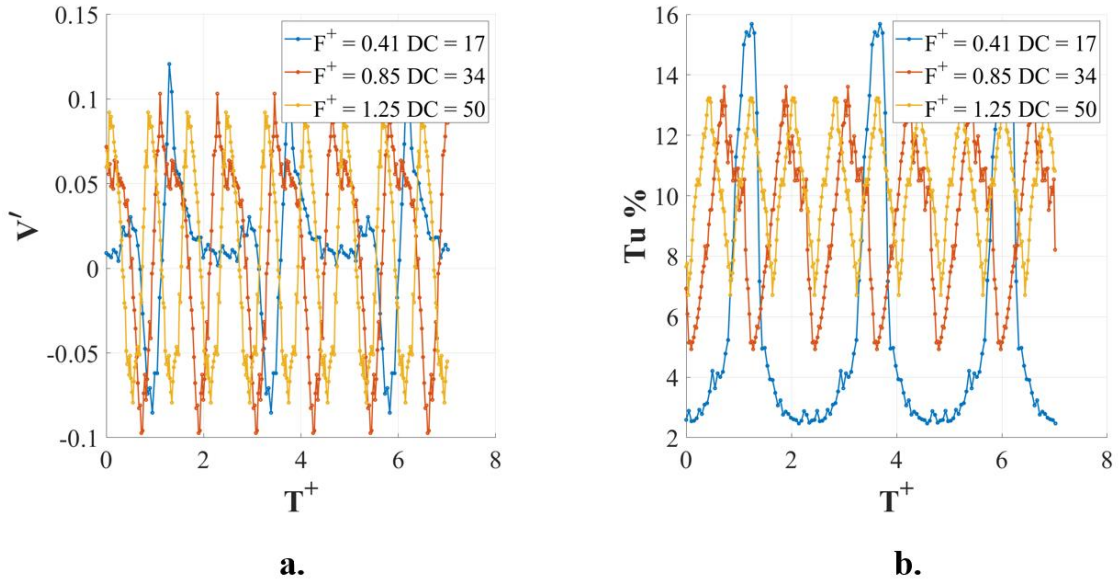 0.15
0.1
0.05
0
-0.05
-0.1
V′
0 2 4 6 8
T+
F+ = 0.41 DC = 17
F+ = 0.85 DC = 34
F+ = 1.25 DC = 50
a.
16
14
12
10
8
6
4
2
Tu %
0 2 4 6 8
T+
F+ = 0.41 DC = 17
F+ = 0.85 DC = 34
F+ = 1.25 DC = 50
b.